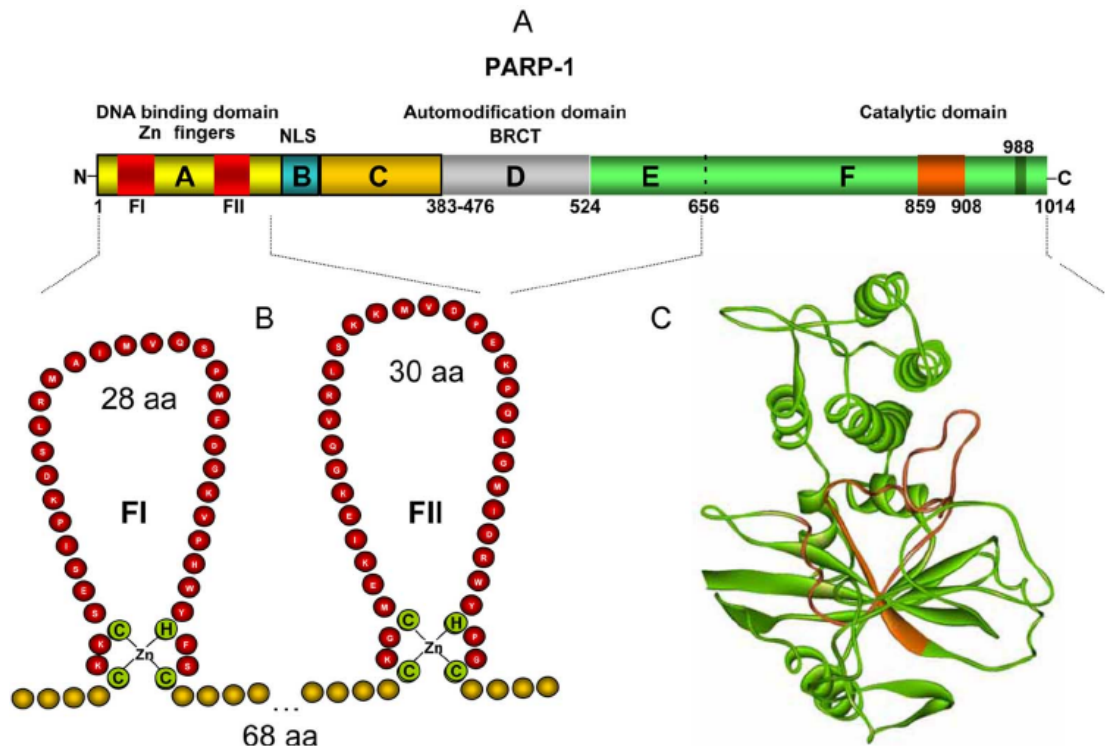 A
PARP-1
DNA binding domain
Zn fingers
NLS
Automodification domain
BRCT
Catalytic domain
988
N
A
B
C
D
E
F
C
1
FI
FII
383-476
524
656
859
908
1014
B
28 aa
FI
C K K C S E S I S P K D S L R M A I M V Q S P M F D G K V P H W Y H F S C
Zn
30 aa
FII
C K G C M E K I E K G Q V R L S K K M V D P E K P Q L G M I D R W Y H P G C
Zn
...
68 aa
C